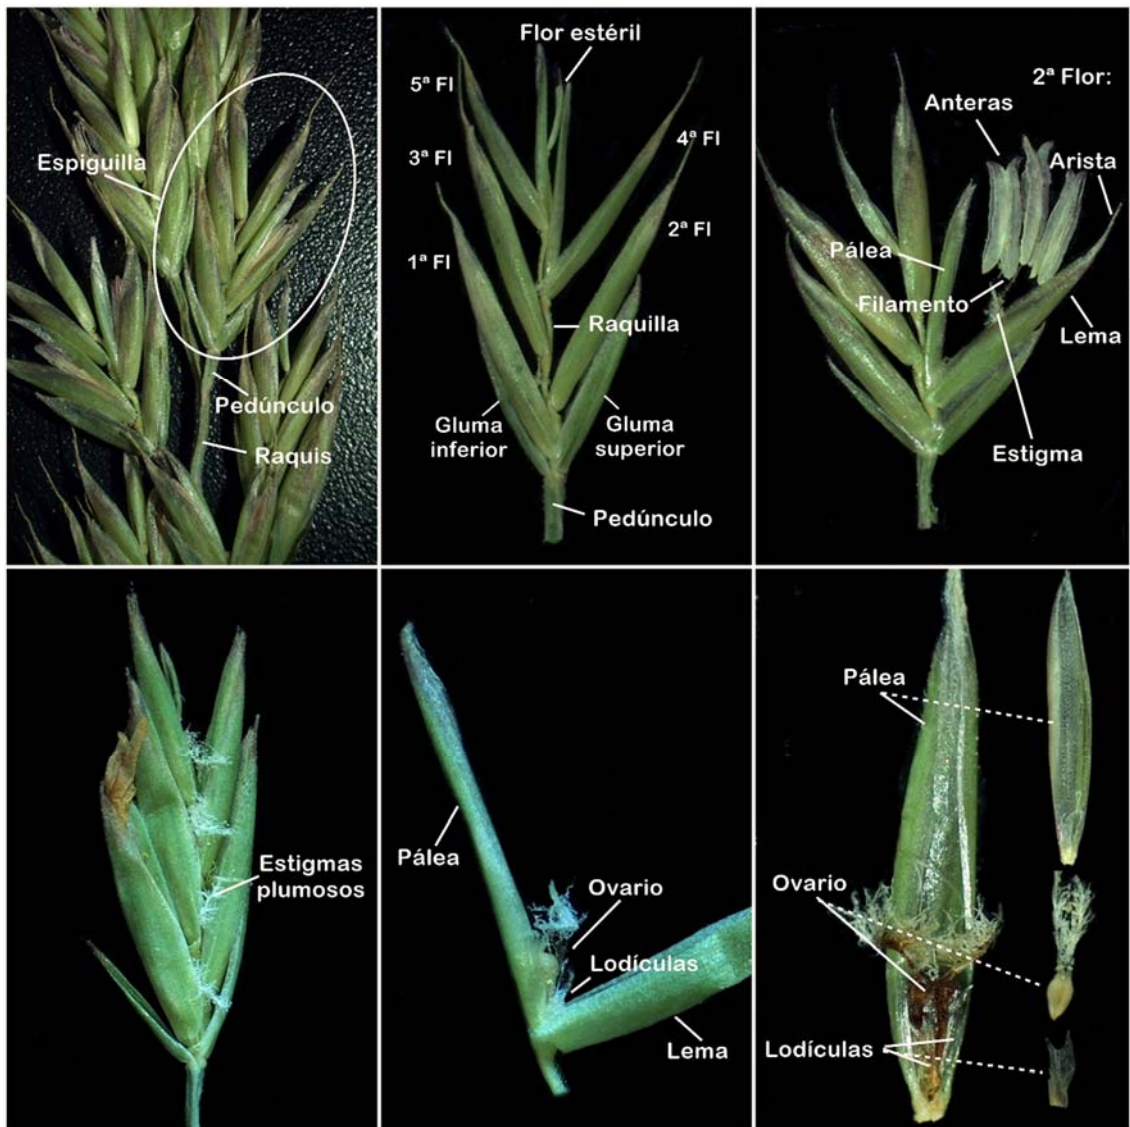 Espiguilla
Pedúnculo
Raquis
Flor estéril
5ª Fl
4ª Fl
3ª Fl
2ª Fl
1ª Fl
Raquilla
Gluma
inferior
Gluma
superior
Pedúnculo
2ª Flor:
Anteras
Arista
Pálea
Filamento
Lema
Estigma
Estigmas
plumosos
Pálea
Ovario
Lodículas
Lema
Pálea
Ovario
Lodículas